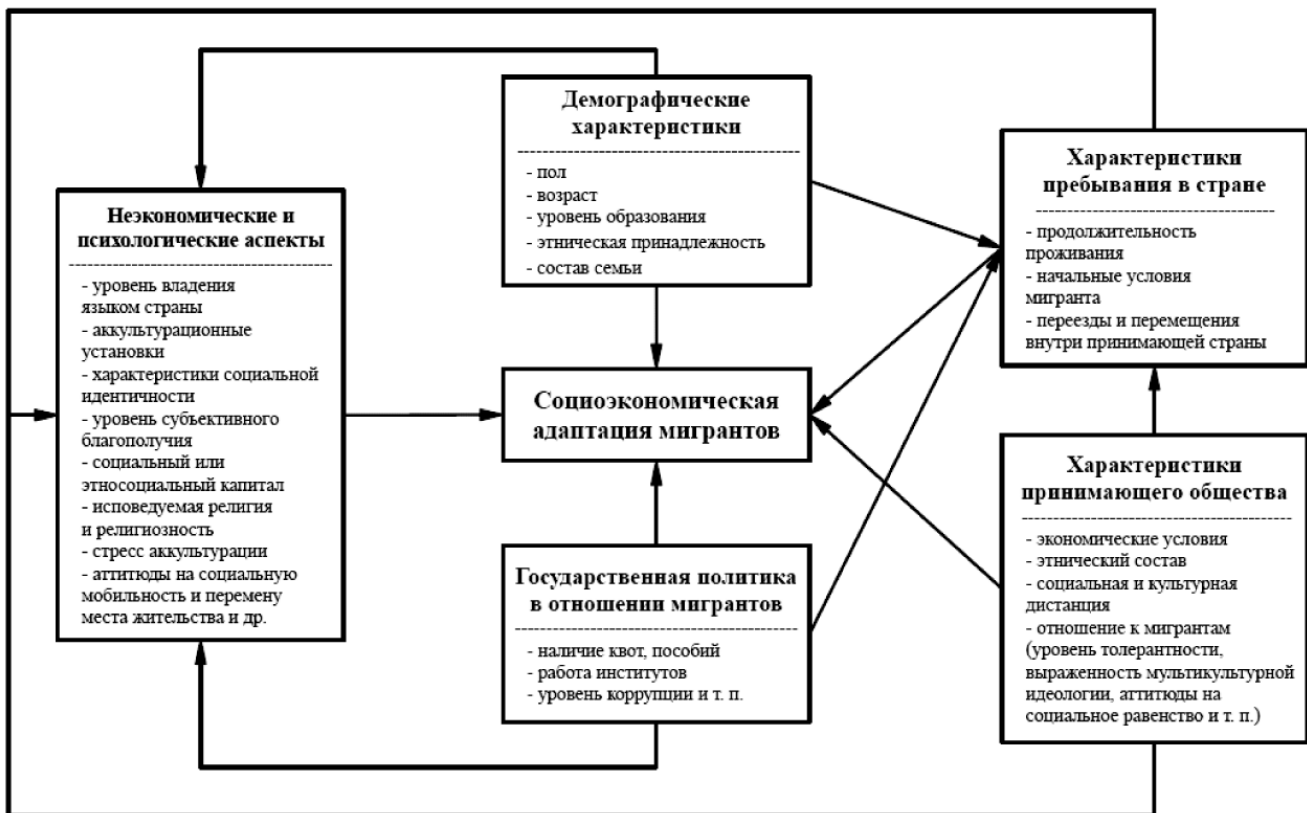 Демографические
характеристики
- пол
- возраст
- уровень образования
- этническая принадлежность
- состав семьи
Характеристики
пребывания в стране
- продолжительность
проживания
- начальные условия
мигранта
- переезды и перемещения
внутри принимающей страны
Неэкономические и
психологические аспекты
- уровень владения
языком страны
- аккультурационные
установки
- характеристики социальной
идентичности
- уровень субъективного
благополучия
- социальный или
этносоциальный капитал
- исповедуемая религия
и религиозность
- стресс аккультурации
- аттитюды на социальную
мобильность и перемену
места жительства и др.
Социоэкономическая
адаптация мигрантов
Характеристики
принимающего общества
- экономические условия
- этнический состав
- социальная и культурная
дистанция
- отношение к мигрантам
(уровень толерантности,
выраженность мультикультурной
идеологии, аттитюды на
социальное равенство и т. п.)
Государственная политика
в отношении мигрантов
- наличие квот, пособий
- работа институтов
- уровень коррупции и т. п.